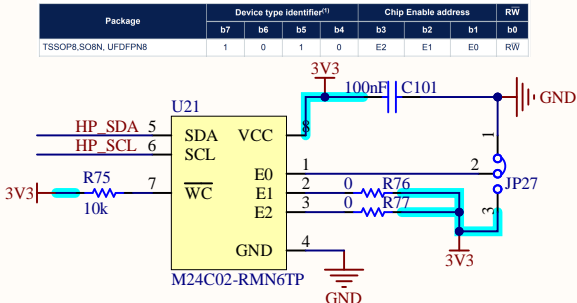 Package Device type identifier(1) Chip Enable address RW
b7 b6 b5 b4 b3 b2 b1 b0
TSSOP8,SO8N, UFDFPN8 1 0 1 0 E2 E1 E0 RW
3V3
100nF C101
GND
U21
HP_SDA 5 SDA VCC 8 1
HP_SCL 6 SCL
E0 1 2
R75 E1 2 0 R76 JP27
3V3 7 WC
10k E2 3 0 R77 3
GND 4 3V3
M24C02-RMN6TP
GND